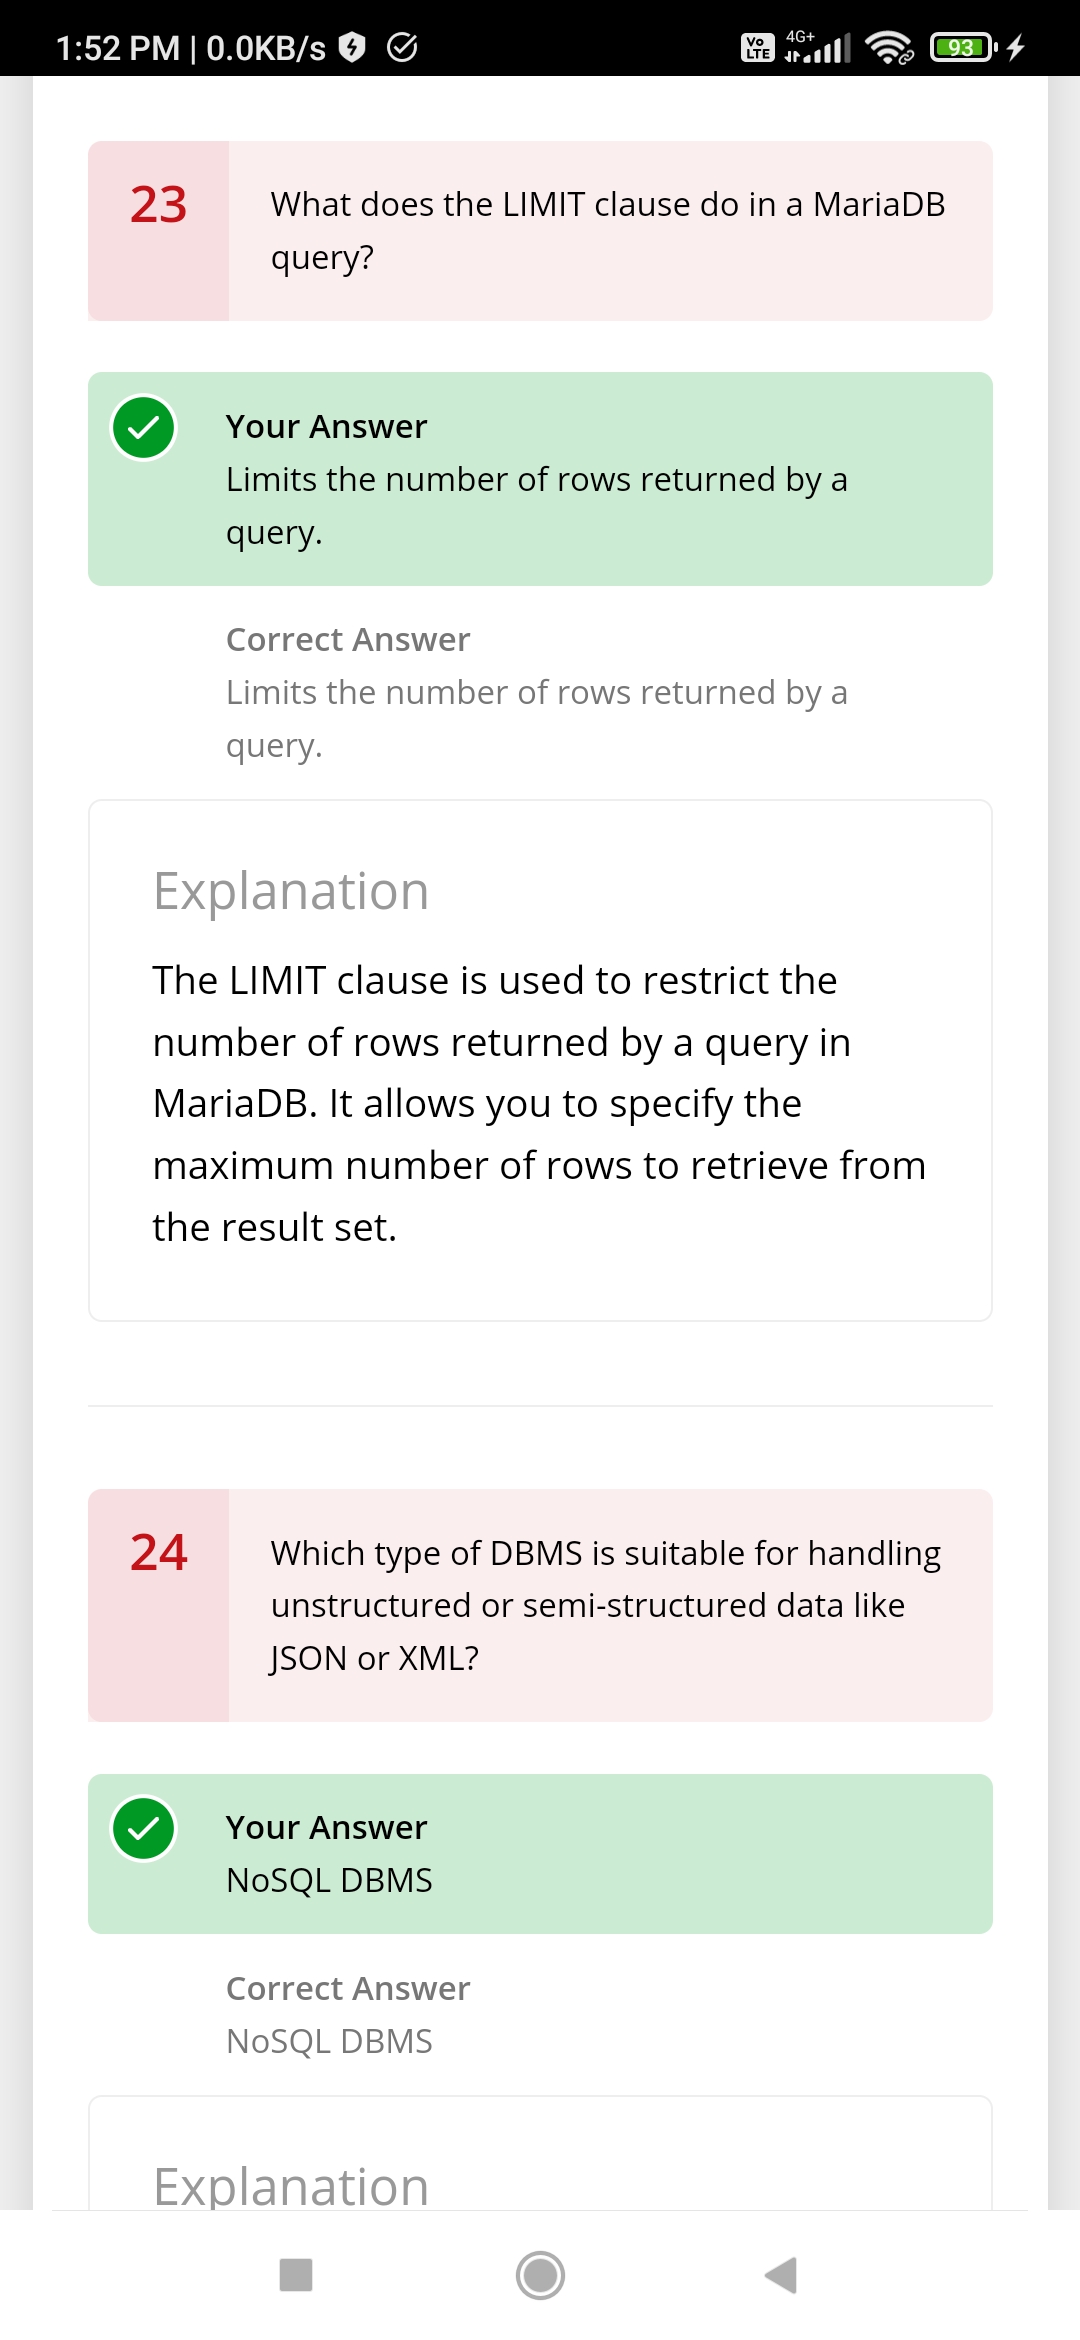 1:52 PM | 0.0KB/s
Vo LTE 4G+ 93
23
What does the LIMIT clause do in a MariaDB
query?
Your Answer
Limits the number of rows returned by a
query.
Correct Answer
Limits the number of rows returned by a
query.
Explanation
The LIMIT clause is used to restrict the
number of rows returned by a query in
MariaDB. It allows you to specify the
maximum number of rows to retrieve from
the result set.
24
Which type of DBMS is suitable for handling
unstructured or semi-structured data like
JSON or XML?
Your Answer
NoSQL DBMS
Correct Answer
NoSQL DBMS
Explanation